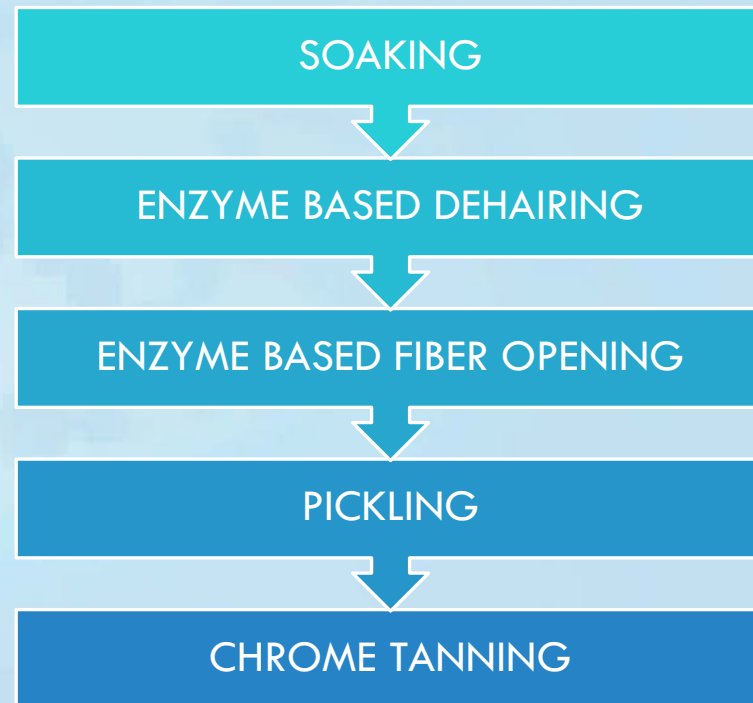 SOAKING
ENZYME BASED DEHAIRING
ENZYME BASED FIBER OPENING
PICKLING
CHROME TANNING